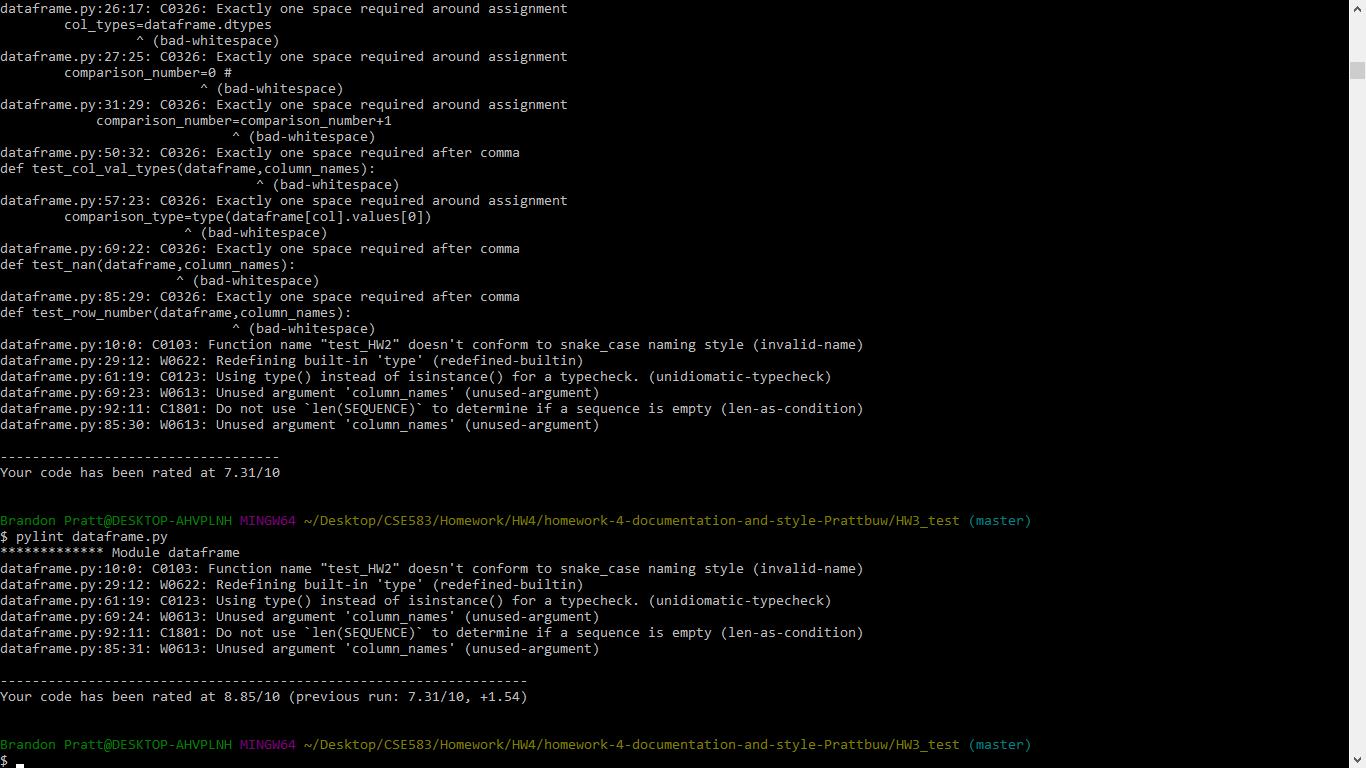 dataframe.py:26:17: C0326: Exactly one space required around assignment
        col_types=dataframe.dtypes
                 ^ (bad-whitespace)
dataframe.py:27:25: C0326: Exactly one space required around assignment
        comparison_number=0 #
                         ^ (bad-whitespace)
dataframe.py:31:29: C0326: Exactly one space required around assignment
            comparison_number=comparison_number+1
                             ^ (bad-whitespace)
dataframe.py:50:32: C0326: Exactly one space required after comma
def test_col_val_types(dataframe,column_names):
                                ^ (bad-whitespace)
dataframe.py:57:23: C0326: Exactly one space required around assignment
        comparison_type=type(dataframe[col].values[0])
                       ^ (bad-whitespace)
dataframe.py:69:22: C0326: Exactly one space required after comma
def test_nan(dataframe,column_names):
                      ^ (bad-whitespace)
dataframe.py:85:29: C0326: Exactly one space required after comma
def test_row_number(dataframe,column_names):
                             ^ (bad-whitespace)
dataframe.py:10:0: C0103: Function name "test_HW2" doesn't conform to snake_case naming style (invalid-name)
dataframe.py:29:12: W0622: Redefining built-in 'type' (redefined-builtin)
dataframe.py:61:19: C0123: Using type() instead of isinstance() for a typecheck. (unidiomatic-typecheck)
dataframe.py:69:23: W0613: Unused argument 'column_names' (unused-argument)
dataframe.py:92:11: C1801: Do not use `len(SEQUENCE)` to determine if a sequence is empty (len-as-condition)
dataframe.py:85:30: W0613: Unused argument 'column_names' (unused-argument)
-----------------------------------
Your code has been rated at 7.31/10
Brandon Pratt@DESKTOP-AHVPLNH MINGW64 ~/Desktop/CSE583/Homework/HW4/homework-4-documentation-and-style-Prattbuw/HW3_test (master)
$ pylint dataframe.py
************* Module dataframe
dataframe.py:10:0: C0103: Function name "test_HW2" doesn't conform to snake_case naming style (invalid-name)
dataframe.py:29:12: W0622: Redefining built-in 'type' (redefined-builtin)
dataframe.py:61:19: C0123: Using type() instead of isinstance() for a typecheck. (unidiomatic-typecheck)
dataframe.py:69:24: W0613: Unused argument 'column_names' (unused-argument)
dataframe.py:92:11: C1801: Do not use `len(SEQUENCE)` to determine if a sequence is empty (len-as-condition)
dataframe.py:85:31: W0613: Unused argument 'column_names' (unused-argument)
------------------------------------------------------------------
Your code has been rated at 8.85/10 (previous run: 7.31/10, +1.54)
Brandon Pratt@DESKTOP-AHVPLNH MINGW64 ~/Desktop/CSE583/Homework/HW4/homework-4-documentation-and-style-Prattbuw/HW3_test (master)
$